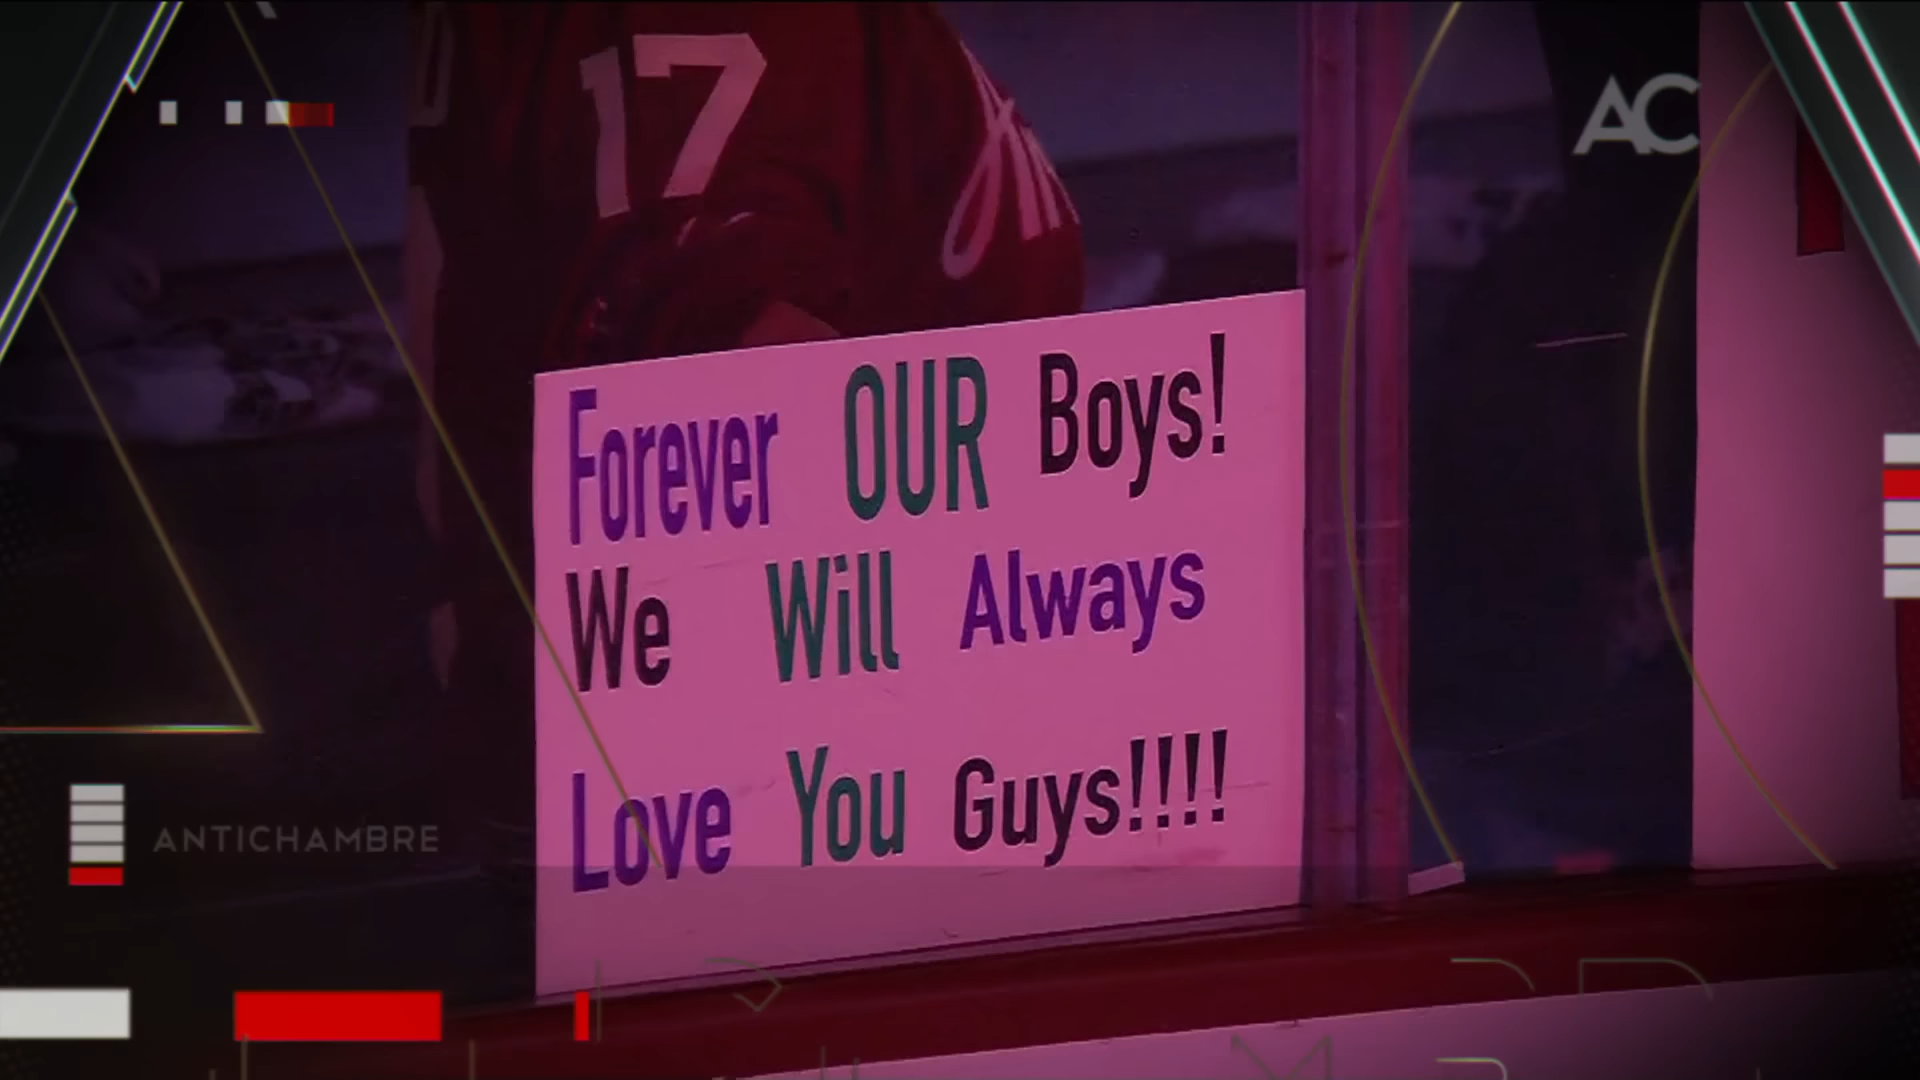 17
AC
Forever OUR Boys!
We Will Always
Love You Guys!!!!
ANTICHAMBRE